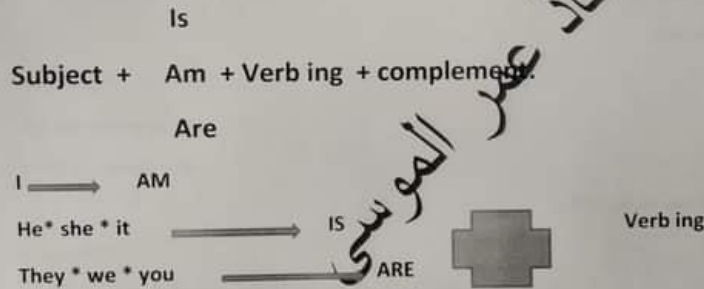 Is
Subject + Am + Verb ing + complement.
Are
I AM
He* she * it IS Verb ing
They * we * you ARE
عمر الموسى